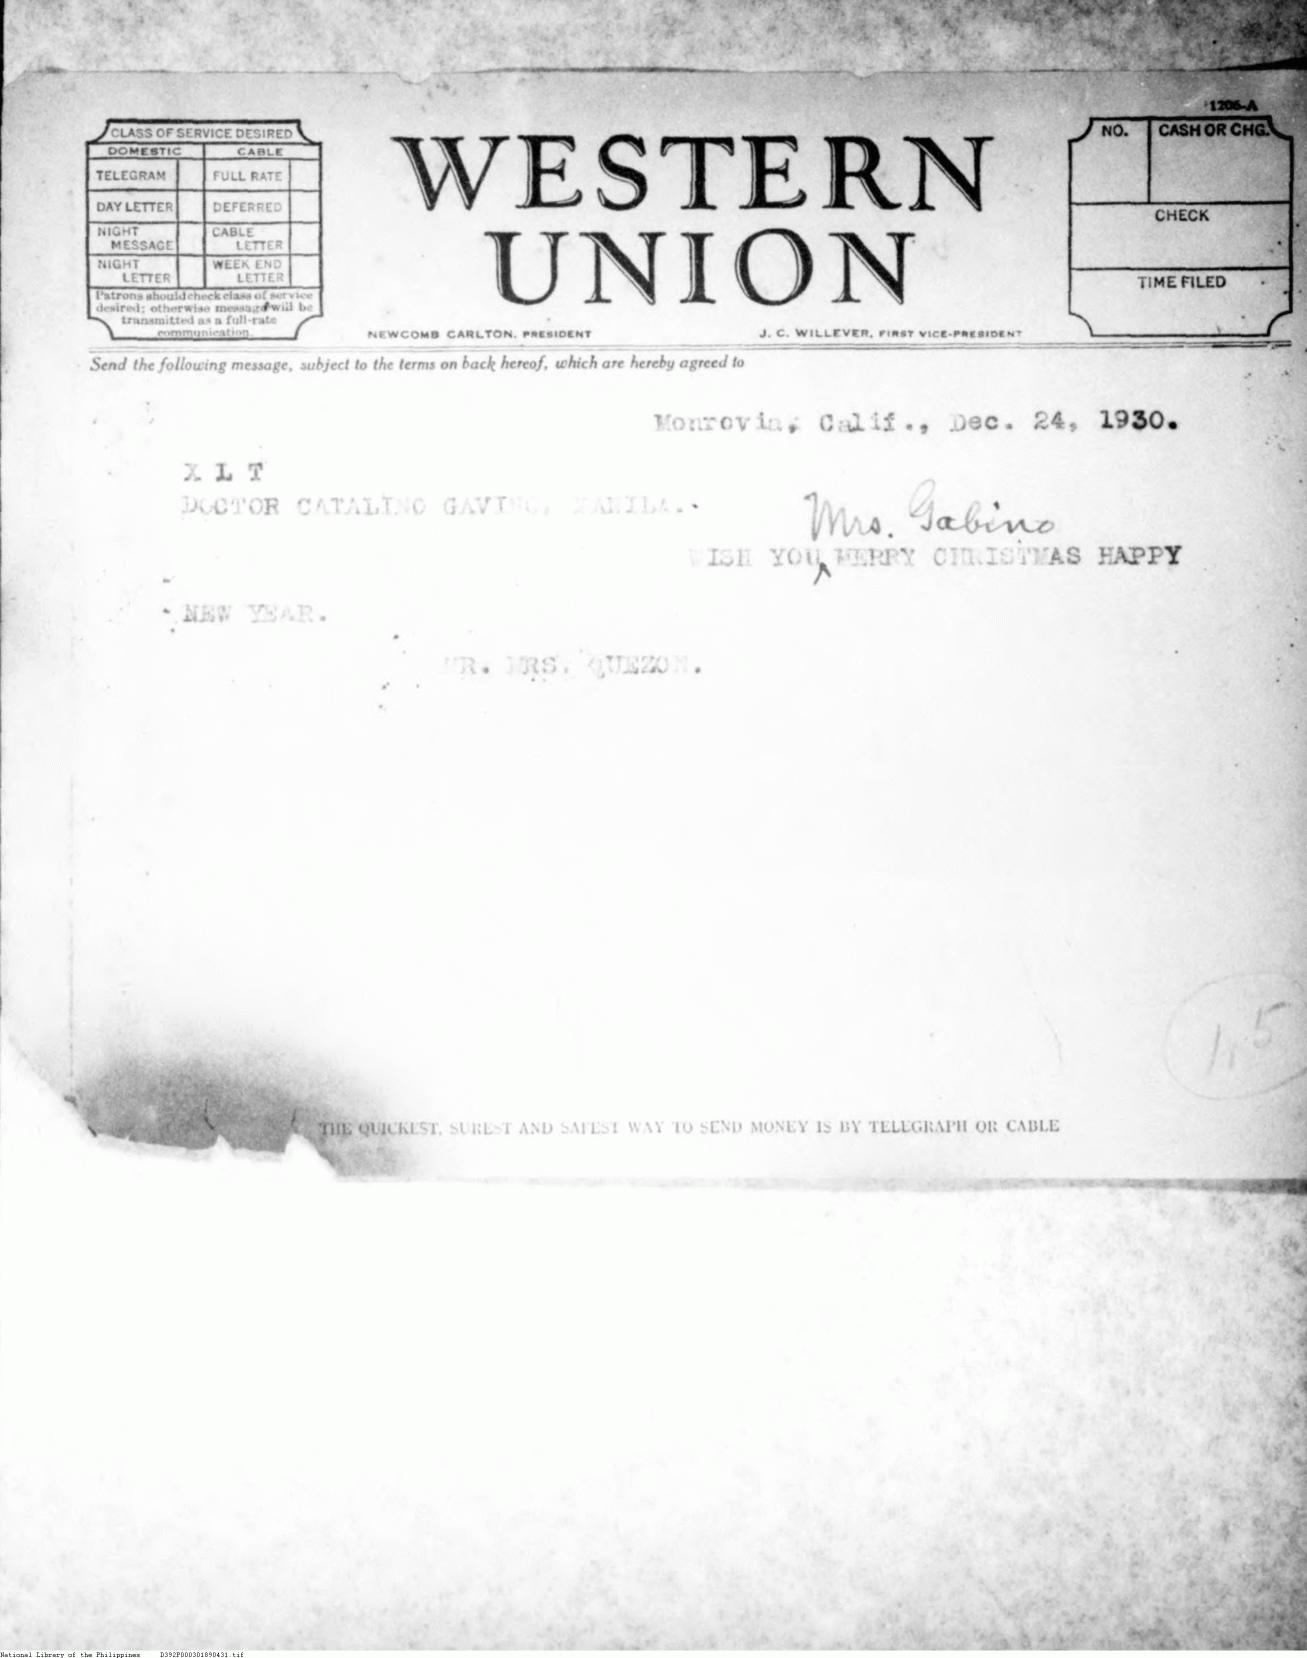 1206-A
CLASS OF SERVICE DESIRED
DOMESTIC CABLE
TELEGRAM FULL RATE
DAY LETTER DEFERRED
NIGHT MESSAGE CABLE LETTER
NIGHT LETTER WEEK END LETTER
Patrons should check class of service
desired; otherwise message will be
transmitted as a full-rate
communication.
WESTERN
UNION
NEWCOMB CARLTON, PRESIDENT J. C. WILLEVER, FIRST VICE-PRESIDENT
NO. CASH OR CHG.
CHECK
TIME FILED
Send the following message, subject to the terms on back hereof, which are hereby agreed to
Monrovia, Calif., Dec. 24, 1930.
X L T
DOCTOR CATALINO GAVINO, MANILA.
Mrs. Gabino
WISH YOU MERRY CHRISTMAS HAPPY
NEW YEAR.
MR. MRS. QUEZON.
1,5
THE QUICKEST, SUREST AND SAFEST WAY TO SEND MONEY IS BY TELEGRAPH OR CABLE
National Library of the Philippines D392P000301890431.tif